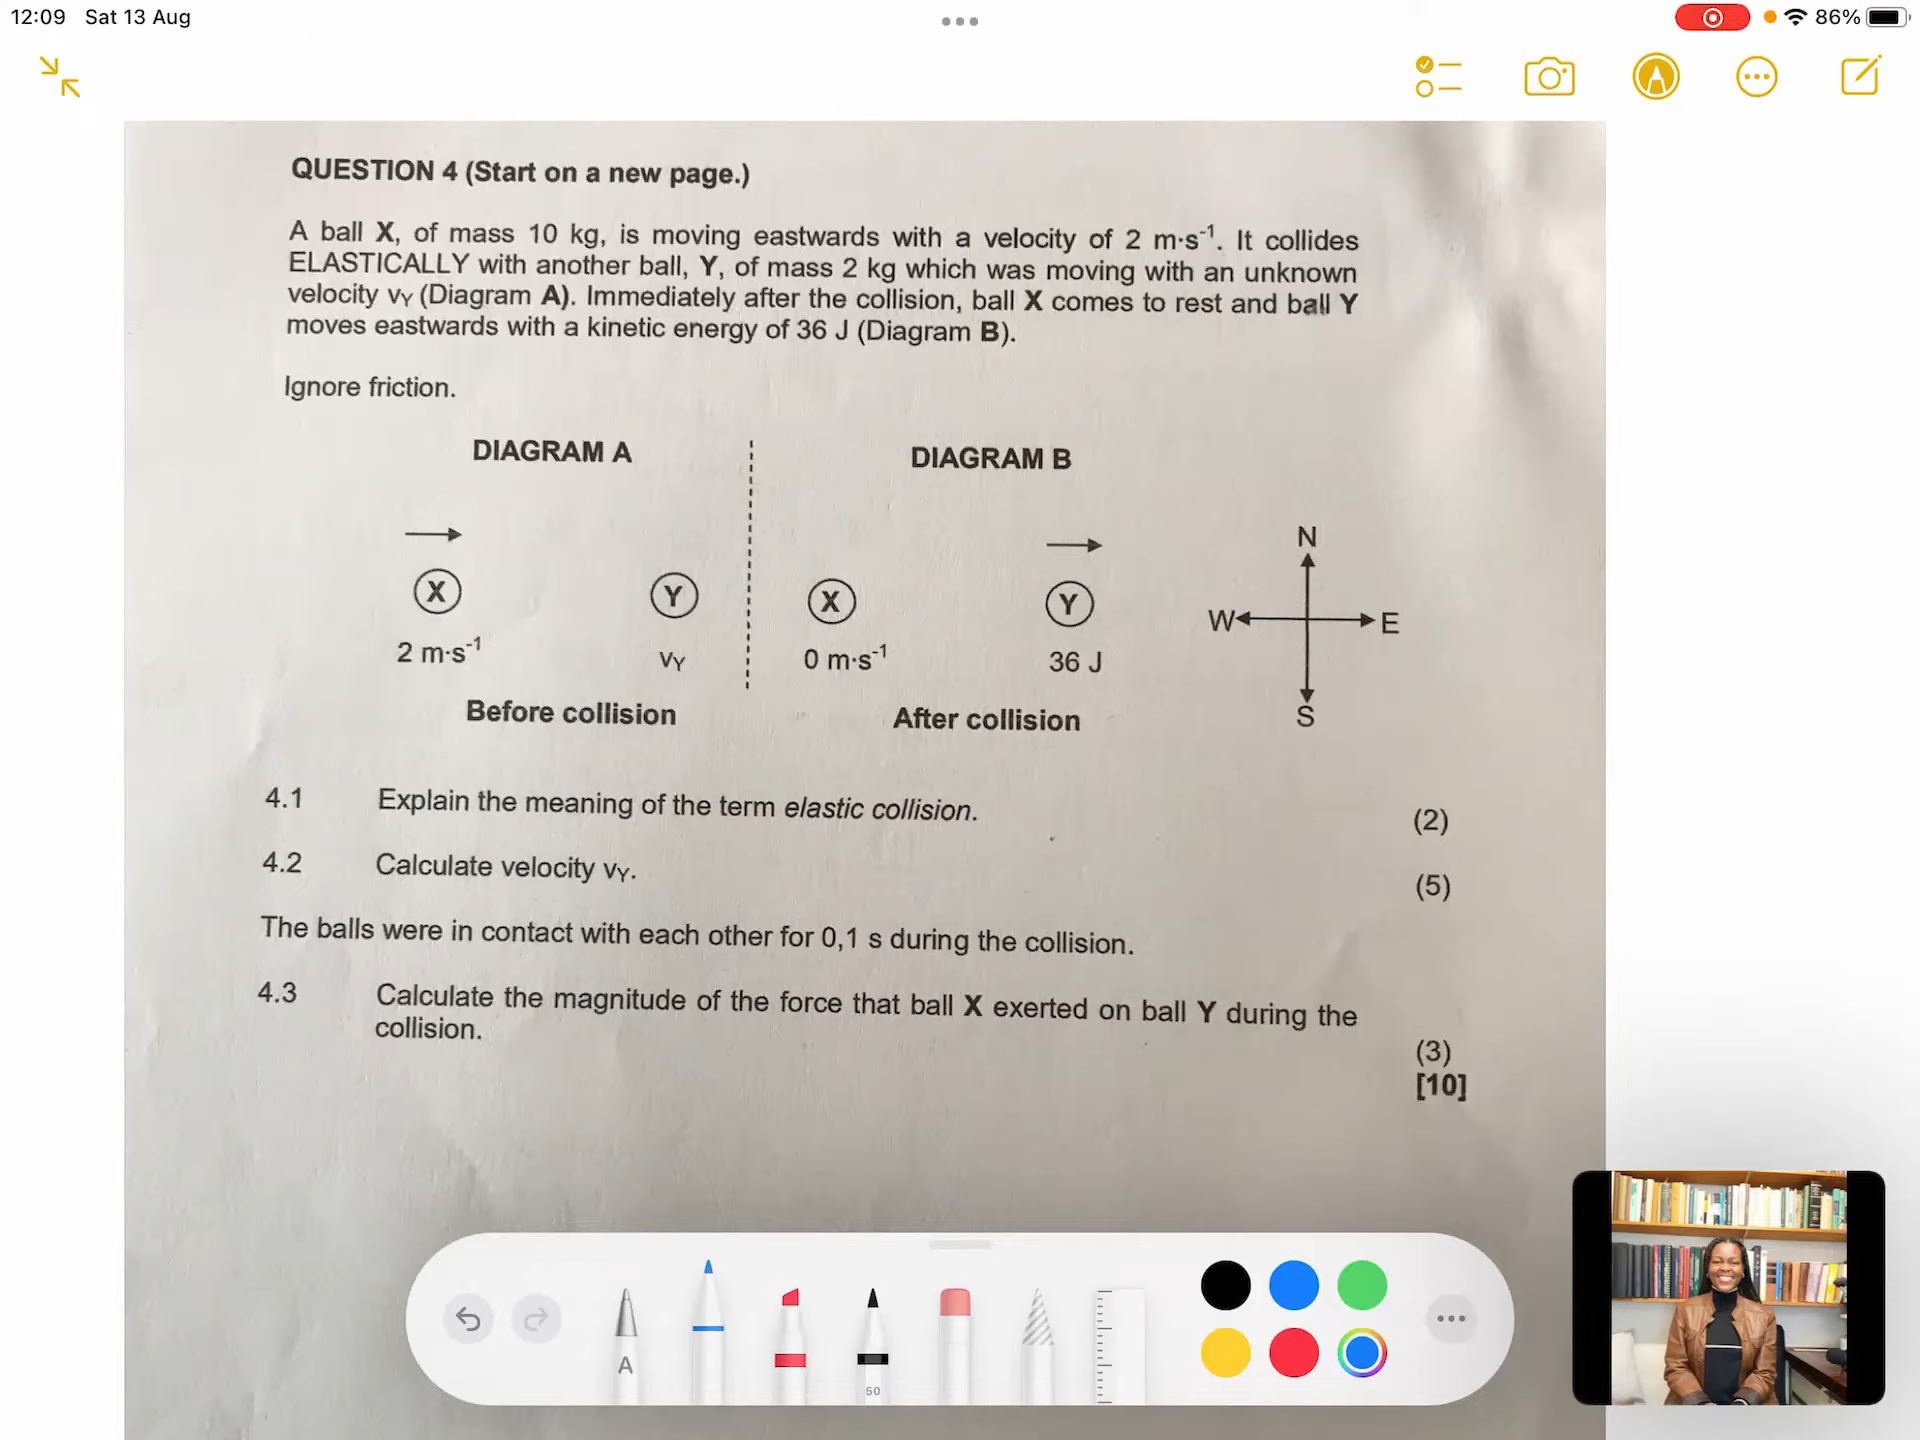 12:09 Sat 13 Aug
86%
QUESTION 4 (Start on a new page.)
A ball X, of mass 10 kg, is moving eastwards with a velocity of 2 m·s⁻¹. It collides
ELASTICALLY with another ball, Y, of mass 2 kg which was moving with an unknown
velocity vY (Diagram A). Immediately after the collision, ball X comes to rest and ball Y
moves eastwards with a kinetic energy of 36 J (Diagram B).
Ignore friction.
DIAGRAM A
DIAGRAM B
X
Y
X
Y
2 m·s⁻¹
vY
0 m·s⁻¹
36 J
Before collision
After collision
N
W E
S
4.1 Explain the meaning of the term elastic collision. (2)
4.2 Calculate velocity vY. (5)
The balls were in contact with each other for 0,1 s during the collision.
4.3 Calculate the magnitude of the force that ball X exerted on ball Y during the
collision. (3)
[10]
A
50